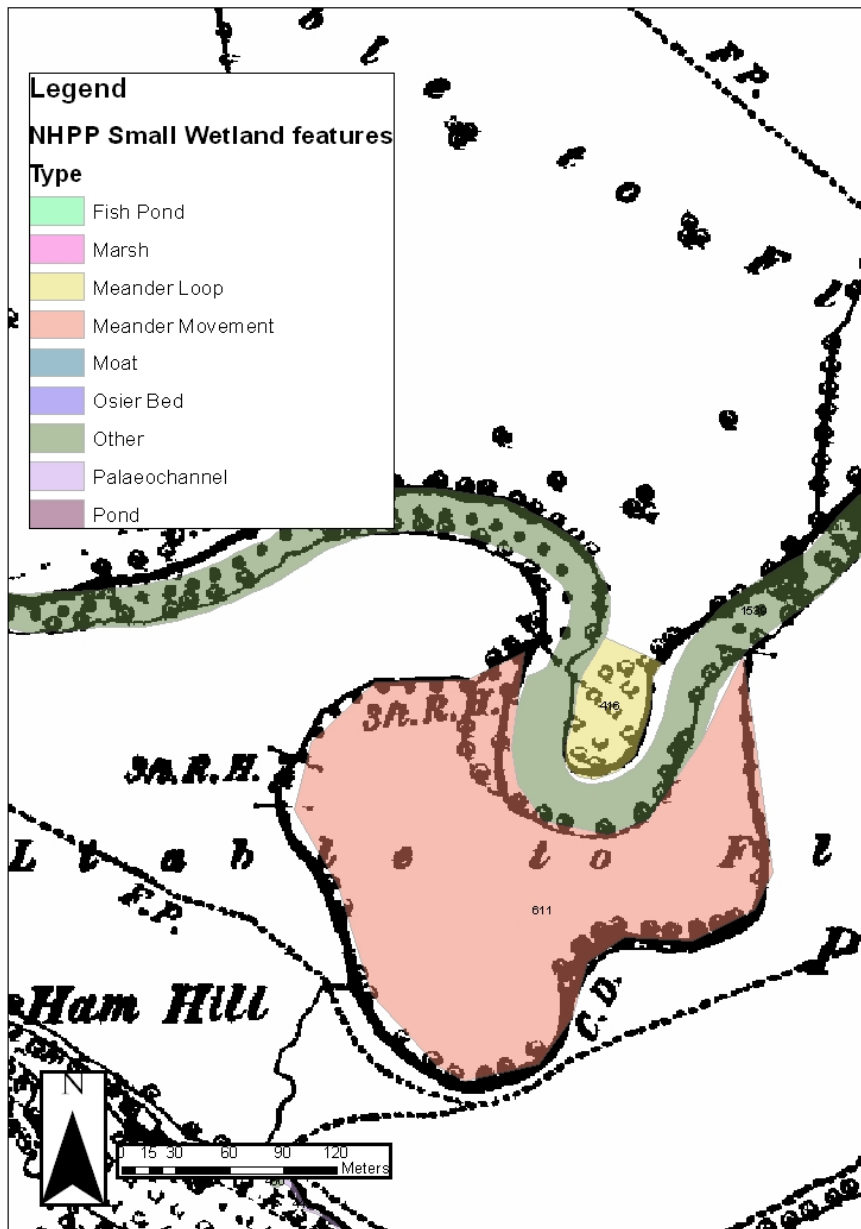 Legend
NHPP Small Wetland features
Type
Fish Pond
Marsh
Meander Loop
Meander Movement
Moat
Osier Bed
Other
Palaeochannel
Pond
b l e t o F l
F.P.
1539
416
3ft. R. H.
3ft. R. H.
L t a b l e t o F l
F.P.
611
P
Ham Hill
C.D.
N
0 15 30 60 90 120
Meters